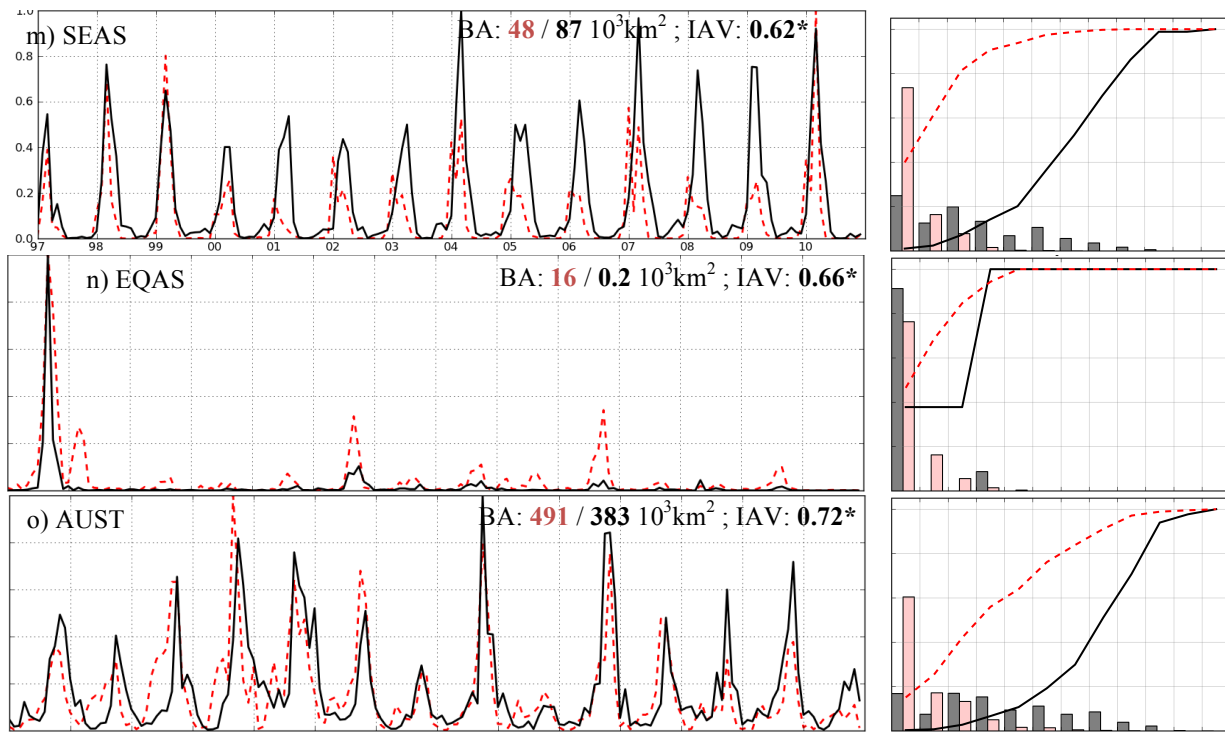 m) SEAS
BA: 48 / 87 10³km² ; IAV: 0.62*
1.0
0.8
0.6
0.4
0.2
0.0
97 98 99 00 01 02 03 04 05 06 07 08 09 10
n) EQAS
BA: 16 / 0.2 10³km² ; IAV: 0.66*
o) AUST
BA: 491 / 383 10³km² ; IAV: 0.72*